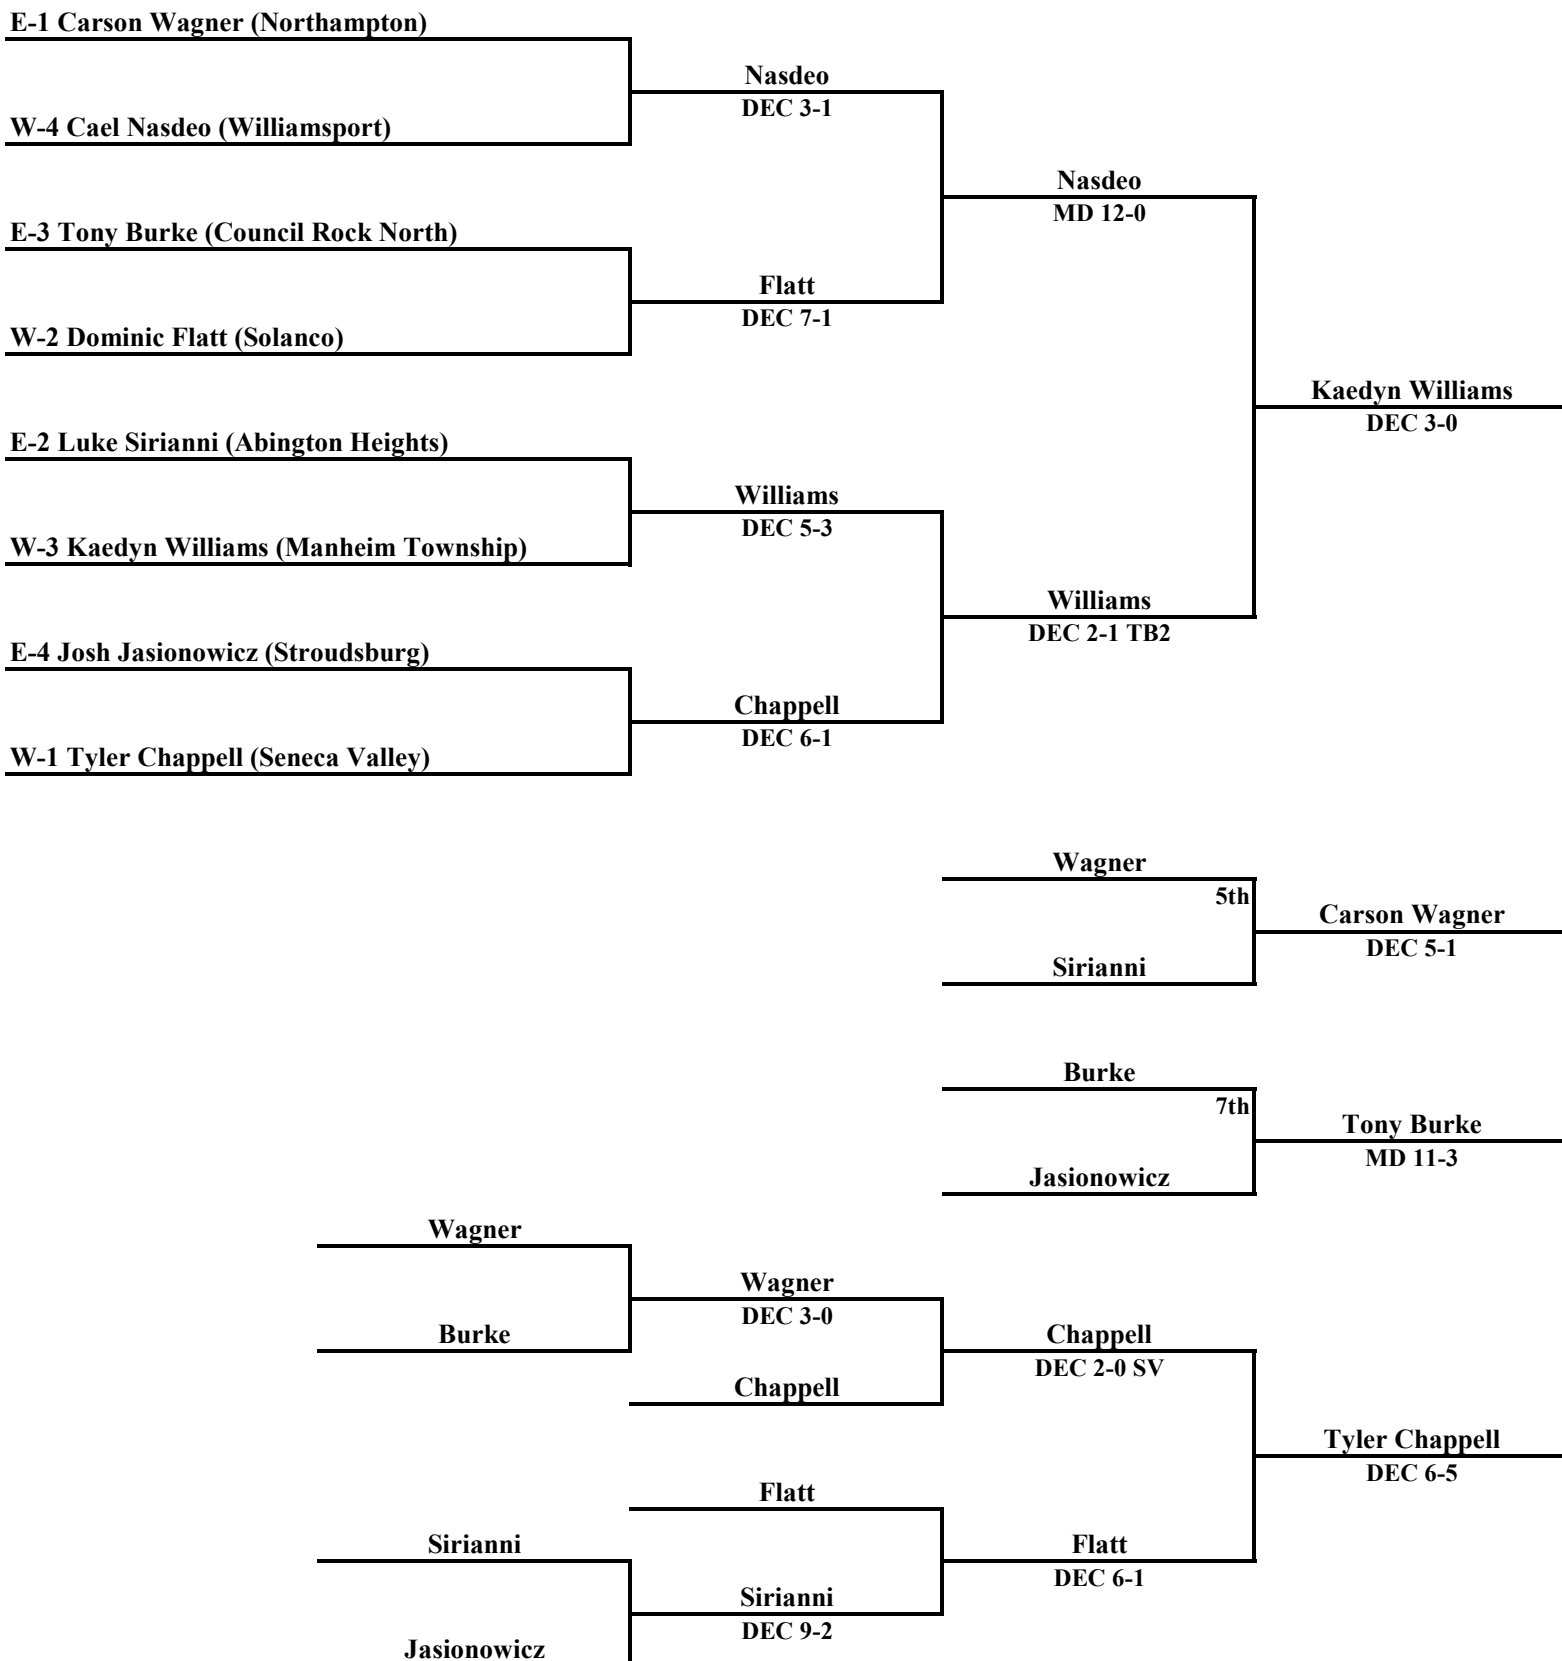 E-1 Carson Wagner (Northampton)
Nasdeo
DEC 3-1
W-4 Cael Nasdeo (Williamsport)
Nasdeo
MD 12-0
E-3 Tony Burke (Council Rock North)
Flatt
DEC 7-1
W-2 Dominic Flatt (Solanco)
Kaedyn Williams
DEC 3-0
E-2 Luke Sirianni (Abington Heights)
Williams
DEC 5-3
W-3 Kaedyn Williams (Manheim Township)
Williams
DEC 2-1 TB2
E-4 Josh Jasionowicz (Stroudsburg)
Chappell
DEC 6-1
W-1 Tyler Chappell (Seneca Valley)
Wagner
5th
Carson Wagner
DEC 5-1
Sirianni
Burke
7th
Tony Burke
MD 11-3
Jasionowicz
Wagner
Wagner
DEC 3-0
Burke
Chappell
DEC 2-0 SV
Chappell
Tyler Chappell
DEC 6-5
Flatt
Sirianni
Flatt
DEC 6-1
Sirianni
DEC 9-2
Jasionowicz